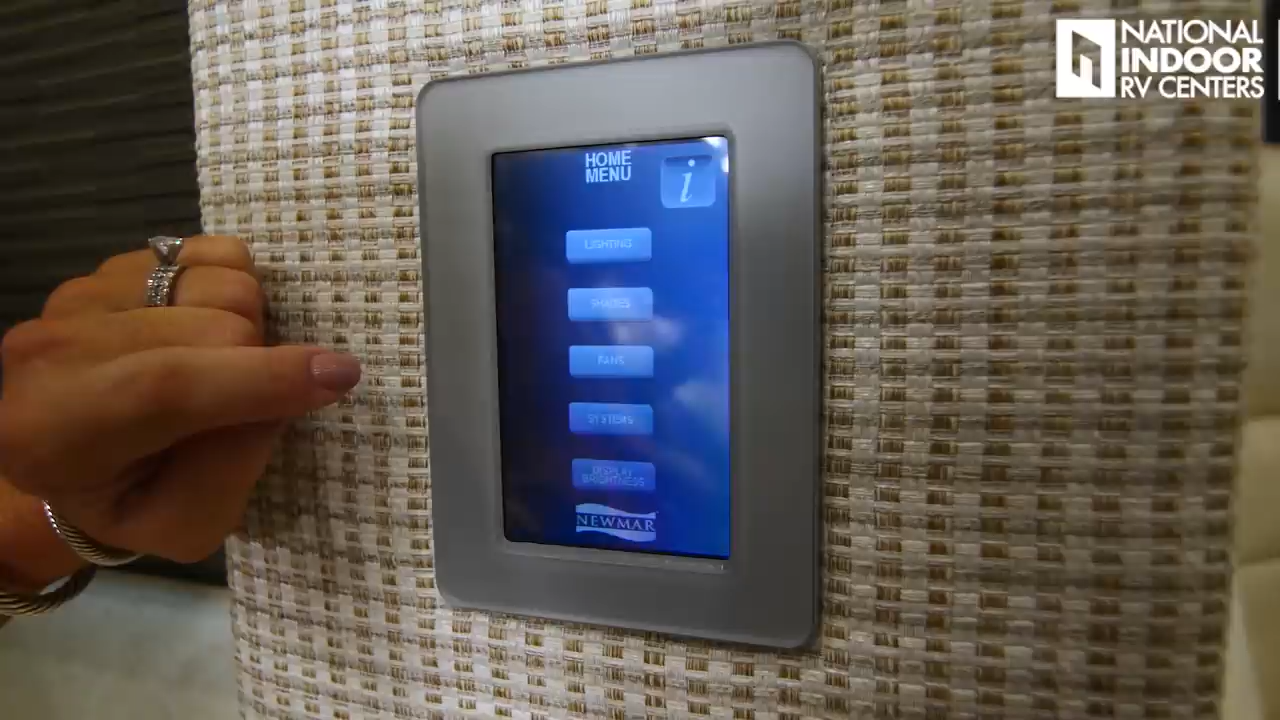 NATIONAL
INDOOR
RV CENTERS
HOME
MENU
i
LIGHTING
SHADES
FANS
SYSTEMS
DISPLAY
BRIGHTNESS
NEWMAR